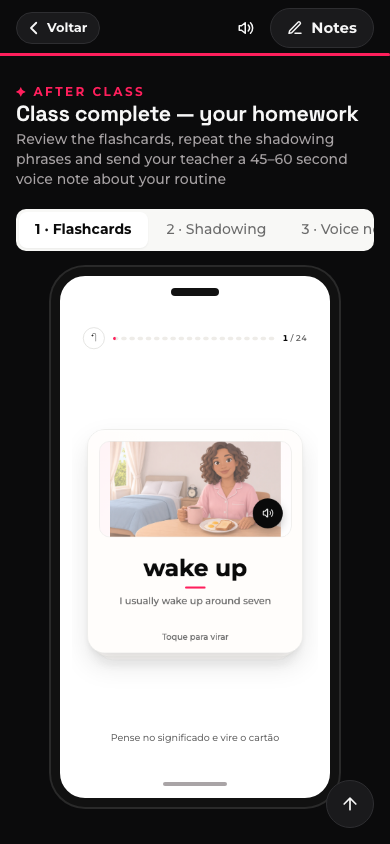 Voltar
Notes
AFTER CLASS
Class complete — your homework
Review the flashcards, repeat the shadowing
phrases and send your teacher a 45–60 second
voice note about your routine
1 · Flashcards
2 · Shadowing
3 · Voice
1 / 24
wake up
I usually wake up around seven
Toque para virar
Pense no significado e vire o cartão